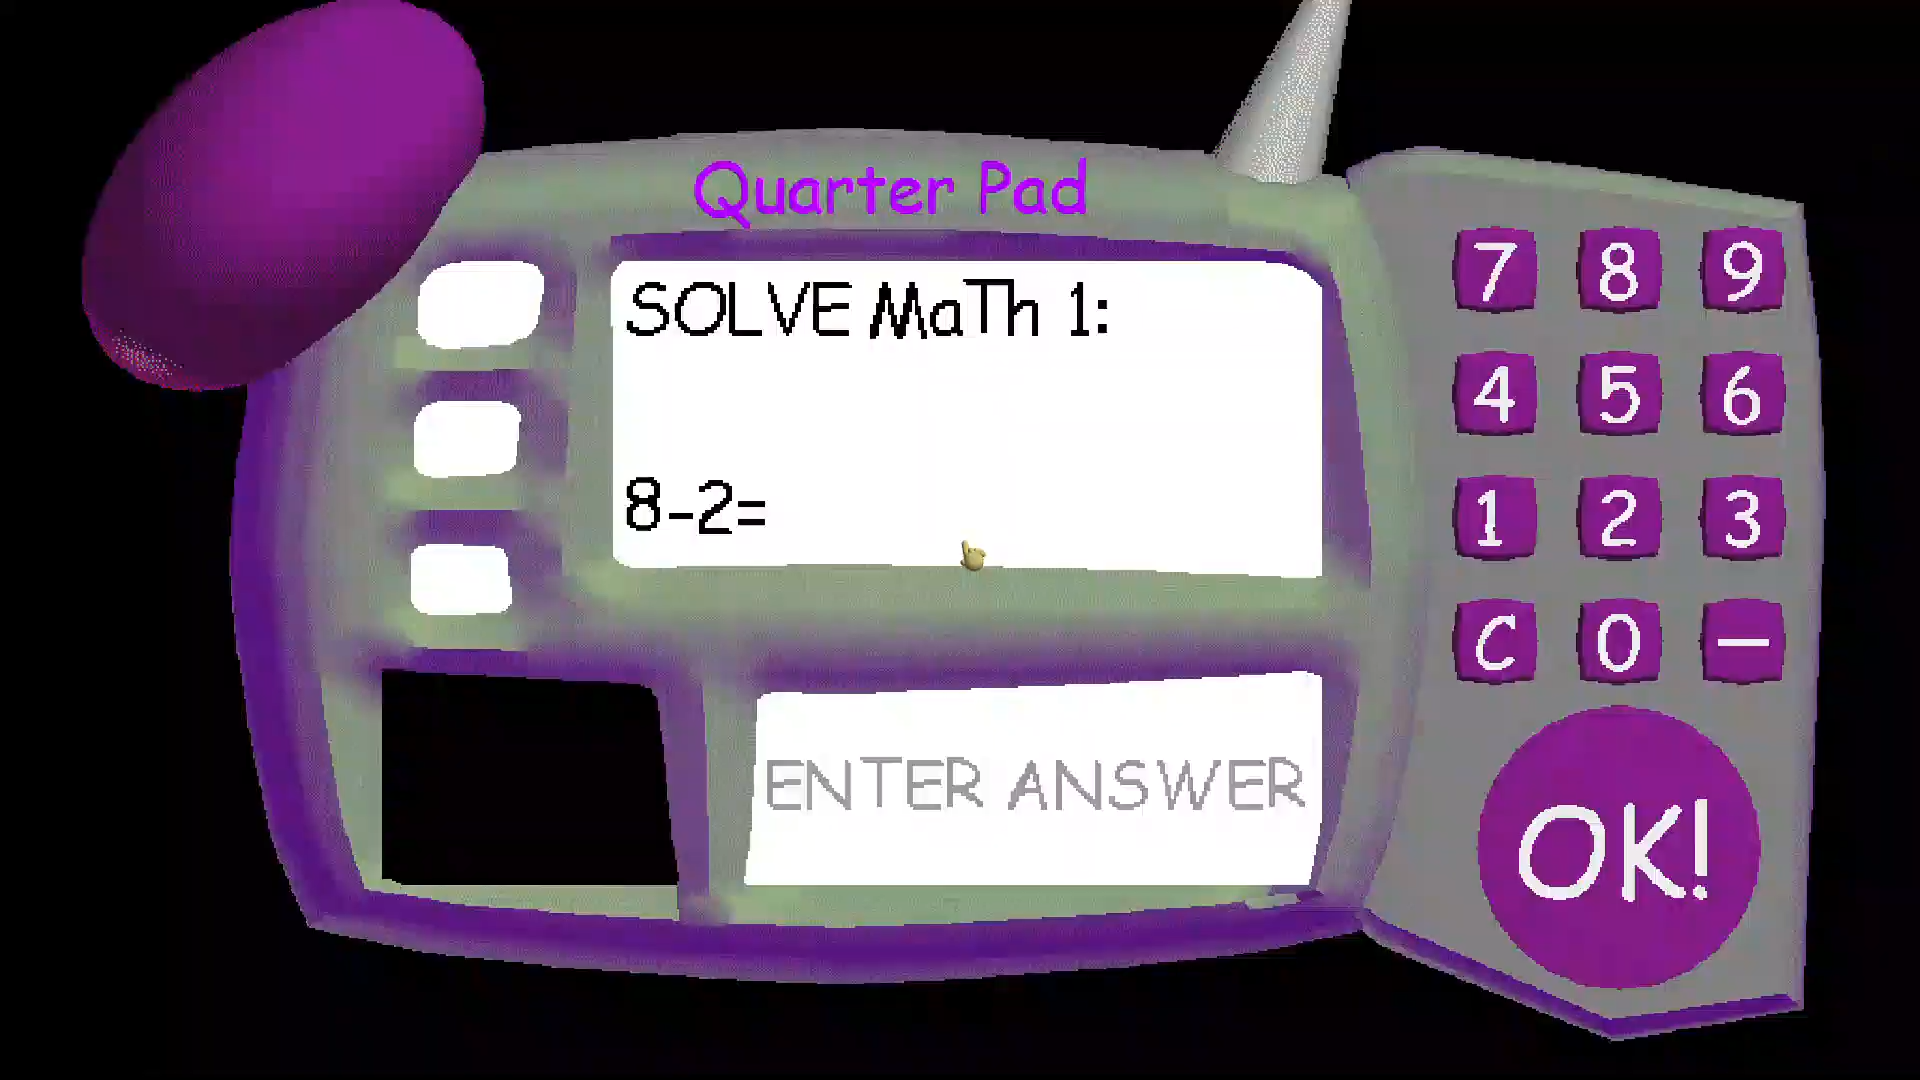 Quarter Pad
SOLVE MaTh 1:
8-2=
ENTER ANSWER
7 8 9
4 5 6
1 2 3
C 0 —
OK!